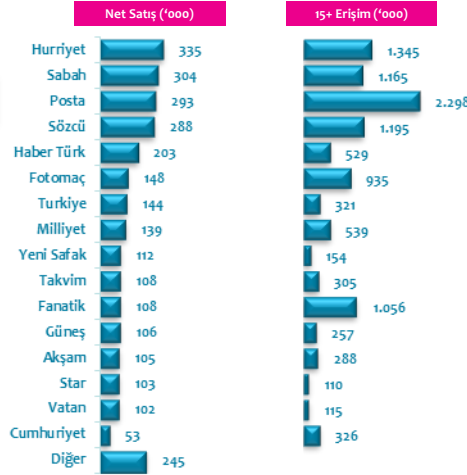 Net Satış (‘000) 15+ Erişim (‘000)
Hurriyet 335 1.345
Sabah 304 1.165
Posta 293 2.298
Sözcü 288 1.195
Haber Türk 203 529
Fotomaç 148 935
Turkiye 144 321
Milliyet 139 539
Yeni Safak 112 154
Takvim 108 305
Fanatik 108 1.056
Güneş 106 257
Akşam 105 288
Star 103 110
Vatan 102 115
Cumhuriyet 53 326
Diğer 245